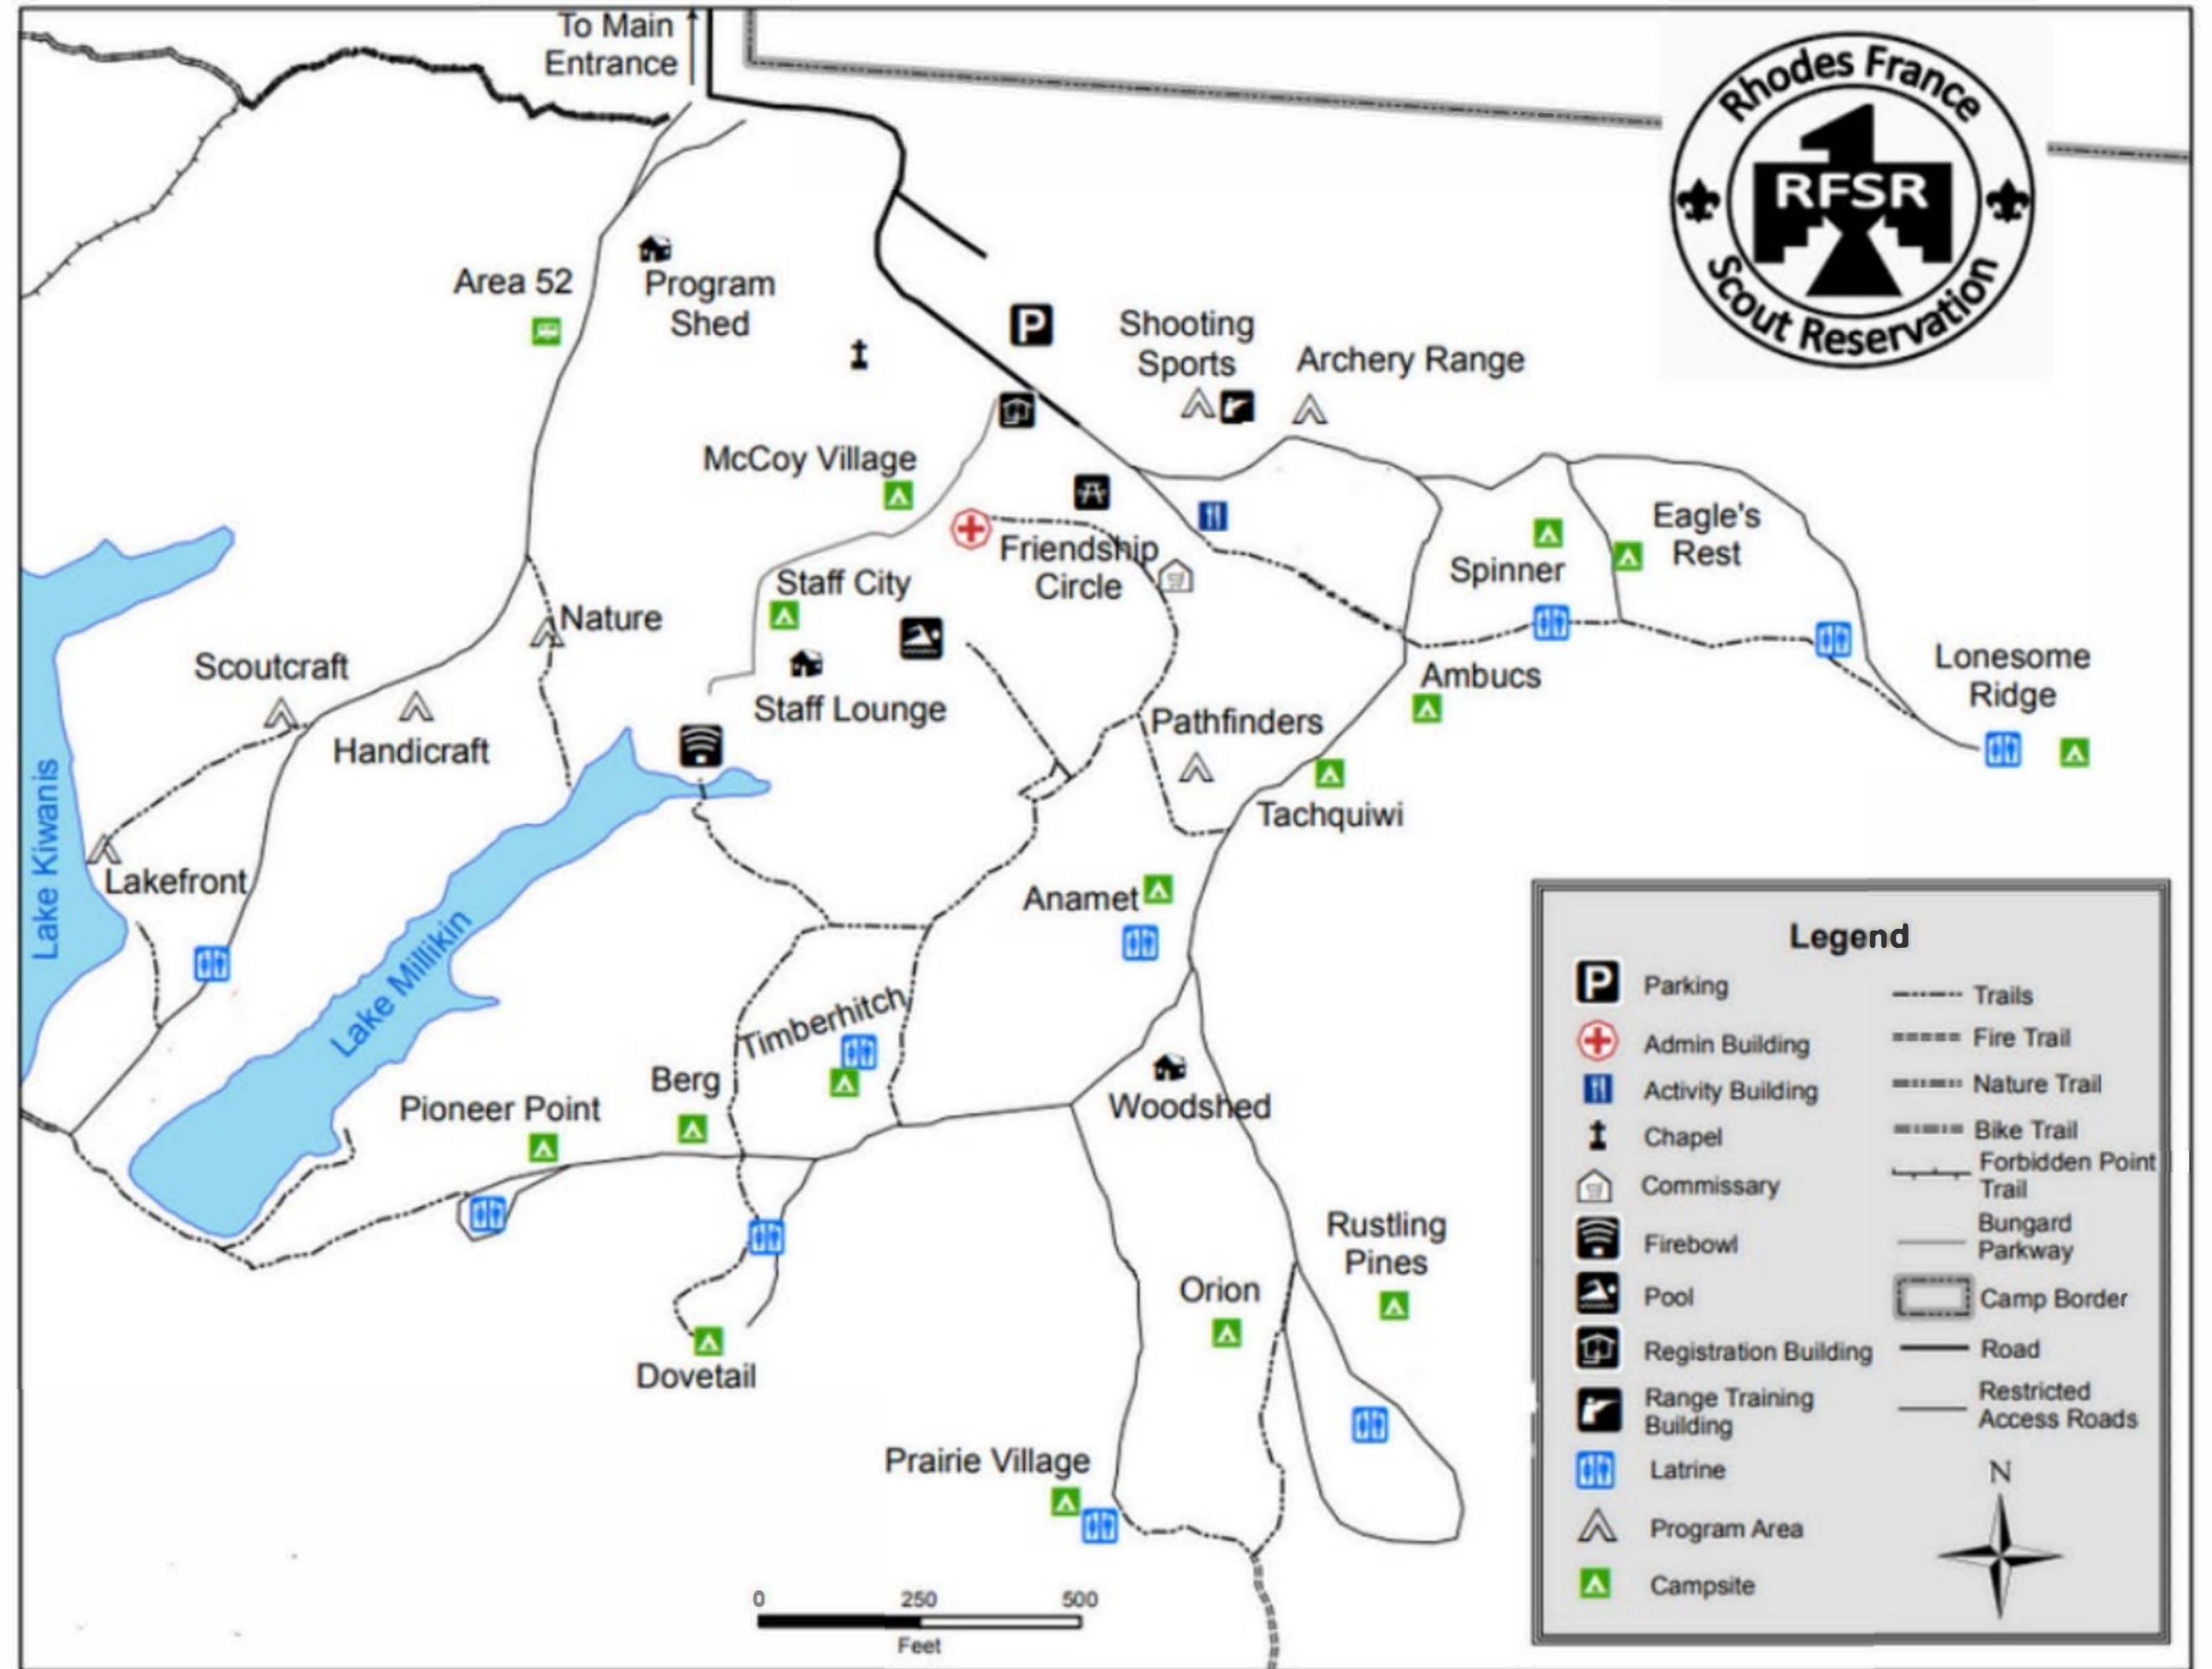 To Main
Entrance
Rhodes France
RFSR
Scout Reservation
Area 52
Program
Shed
P
Shooting
Sports
Archery Range
McCoy Village
Friendship
Circle
Eagle's
Rest
Spinner
Staff City
Nature
Scoutcraft
Staff Lounge
Handicraft
Ambucs
Lonesome
Ridge
Pathfinders
Tachquiwi
Lake Kiwanis
Lakefront
Anamet
Lake Millikin
Timberhitch
Berg
Pioneer Point
Woodshed
Rustling
Pines
Orion
Dovetail
Prairie Village
0 250 500
Feet
Legend
P Parking
Admin Building
Activity Building
Chapel
Commissary
Firebowl
Pool
Registration Building
Range Training
Building
Latrine
Program Area
Campsite
Trails
Fire Trail
Nature Trail
Bike Trail
Forbidden Point
Trail
Bungard
Parkway
Camp Border
Road
Restricted
Access Roads
N